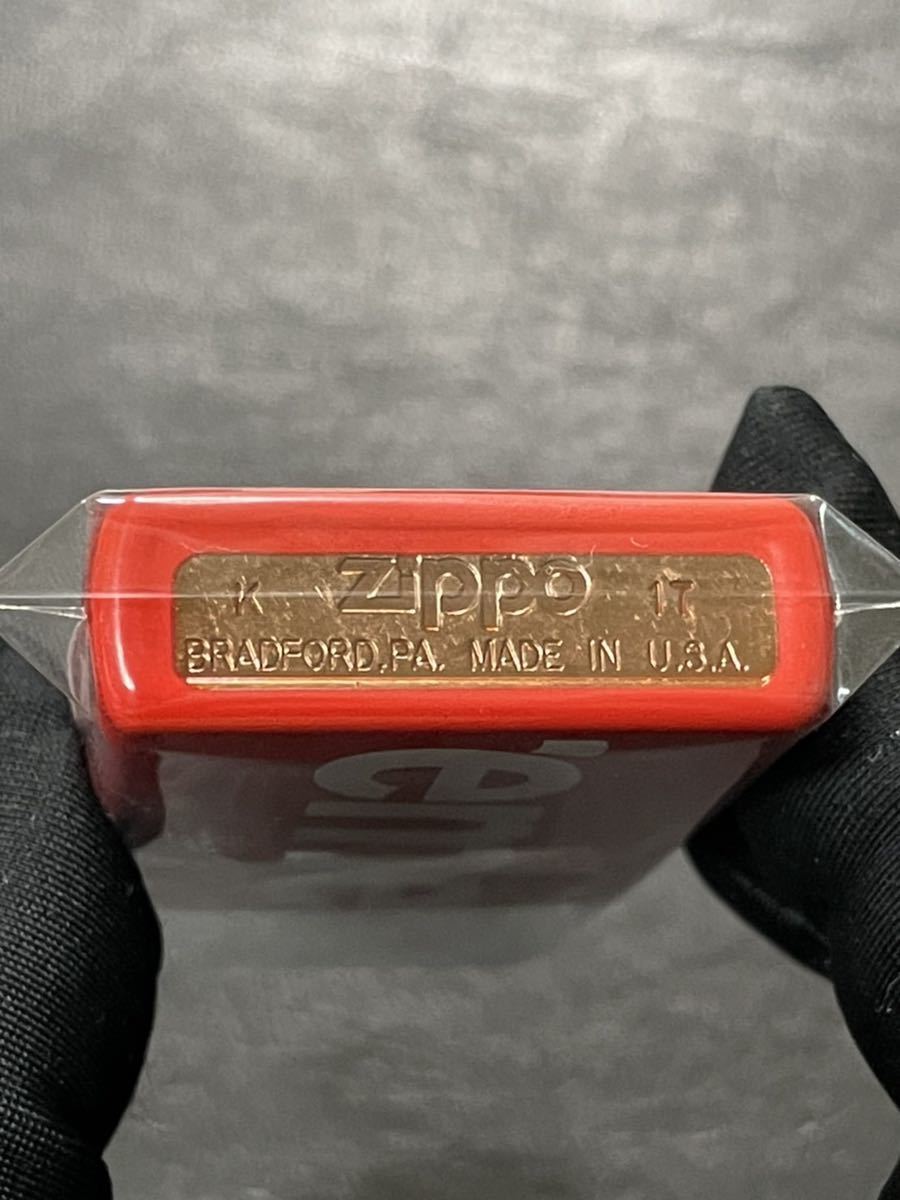 K Zippo 17
BRADFORD, PA. MADE IN U.S.A.